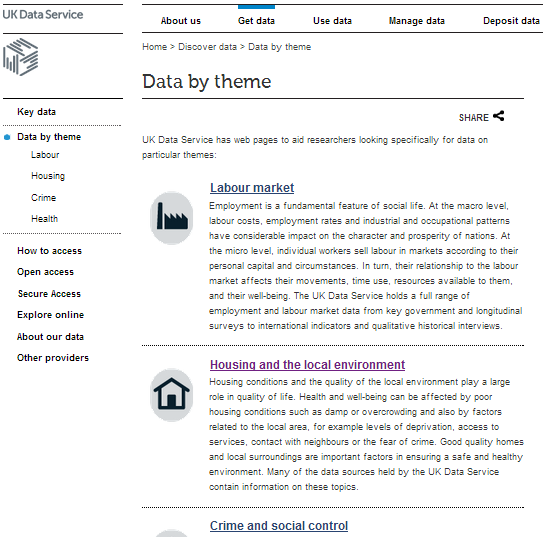 UK Data Service
About us
Get data
Use data
Manage data
Deposit data
Home > Discover data > Data by theme
Data by theme
Key data
Data by theme
Labour
Housing
Crime
Health
How to access
Open access
Secure Access
Explore online
About our data
Other providers
SHARE
UK Data Service has web pages to aid researchers looking specifically for data on
particular themes:
Labour market
Employment is a fundamental feature of social life. At the macro level,
labour costs, employment rates and industrial and occupational patterns
have considerable impact on the character and prosperity of nations. At
the micro level, individual workers sell labour in markets according to their
personal capital and circumstances. In turn, their relationship to the labour
market affects their movements, time use, resources available to them,
and their well-being. The UK Data Service holds a full range of
employment and labour market data from key government and longitudinal
surveys to international indicators and qualitative historical interviews.
Housing and the local environment
Housing conditions and the quality of the local environment play a large
role in quality of life. Health and well-being can be affected by poor
housing conditions such as damp or overcrowding and also by factors
related to the local area, for example levels of deprivation, access to
services, contact with neighbours or the fear of crime. Good quality homes
and local surroundings are important factors in ensuring a safe and healthy
environment. Many of the data sources held by the UK Data Service
contain information on these topics.
Crime and social control